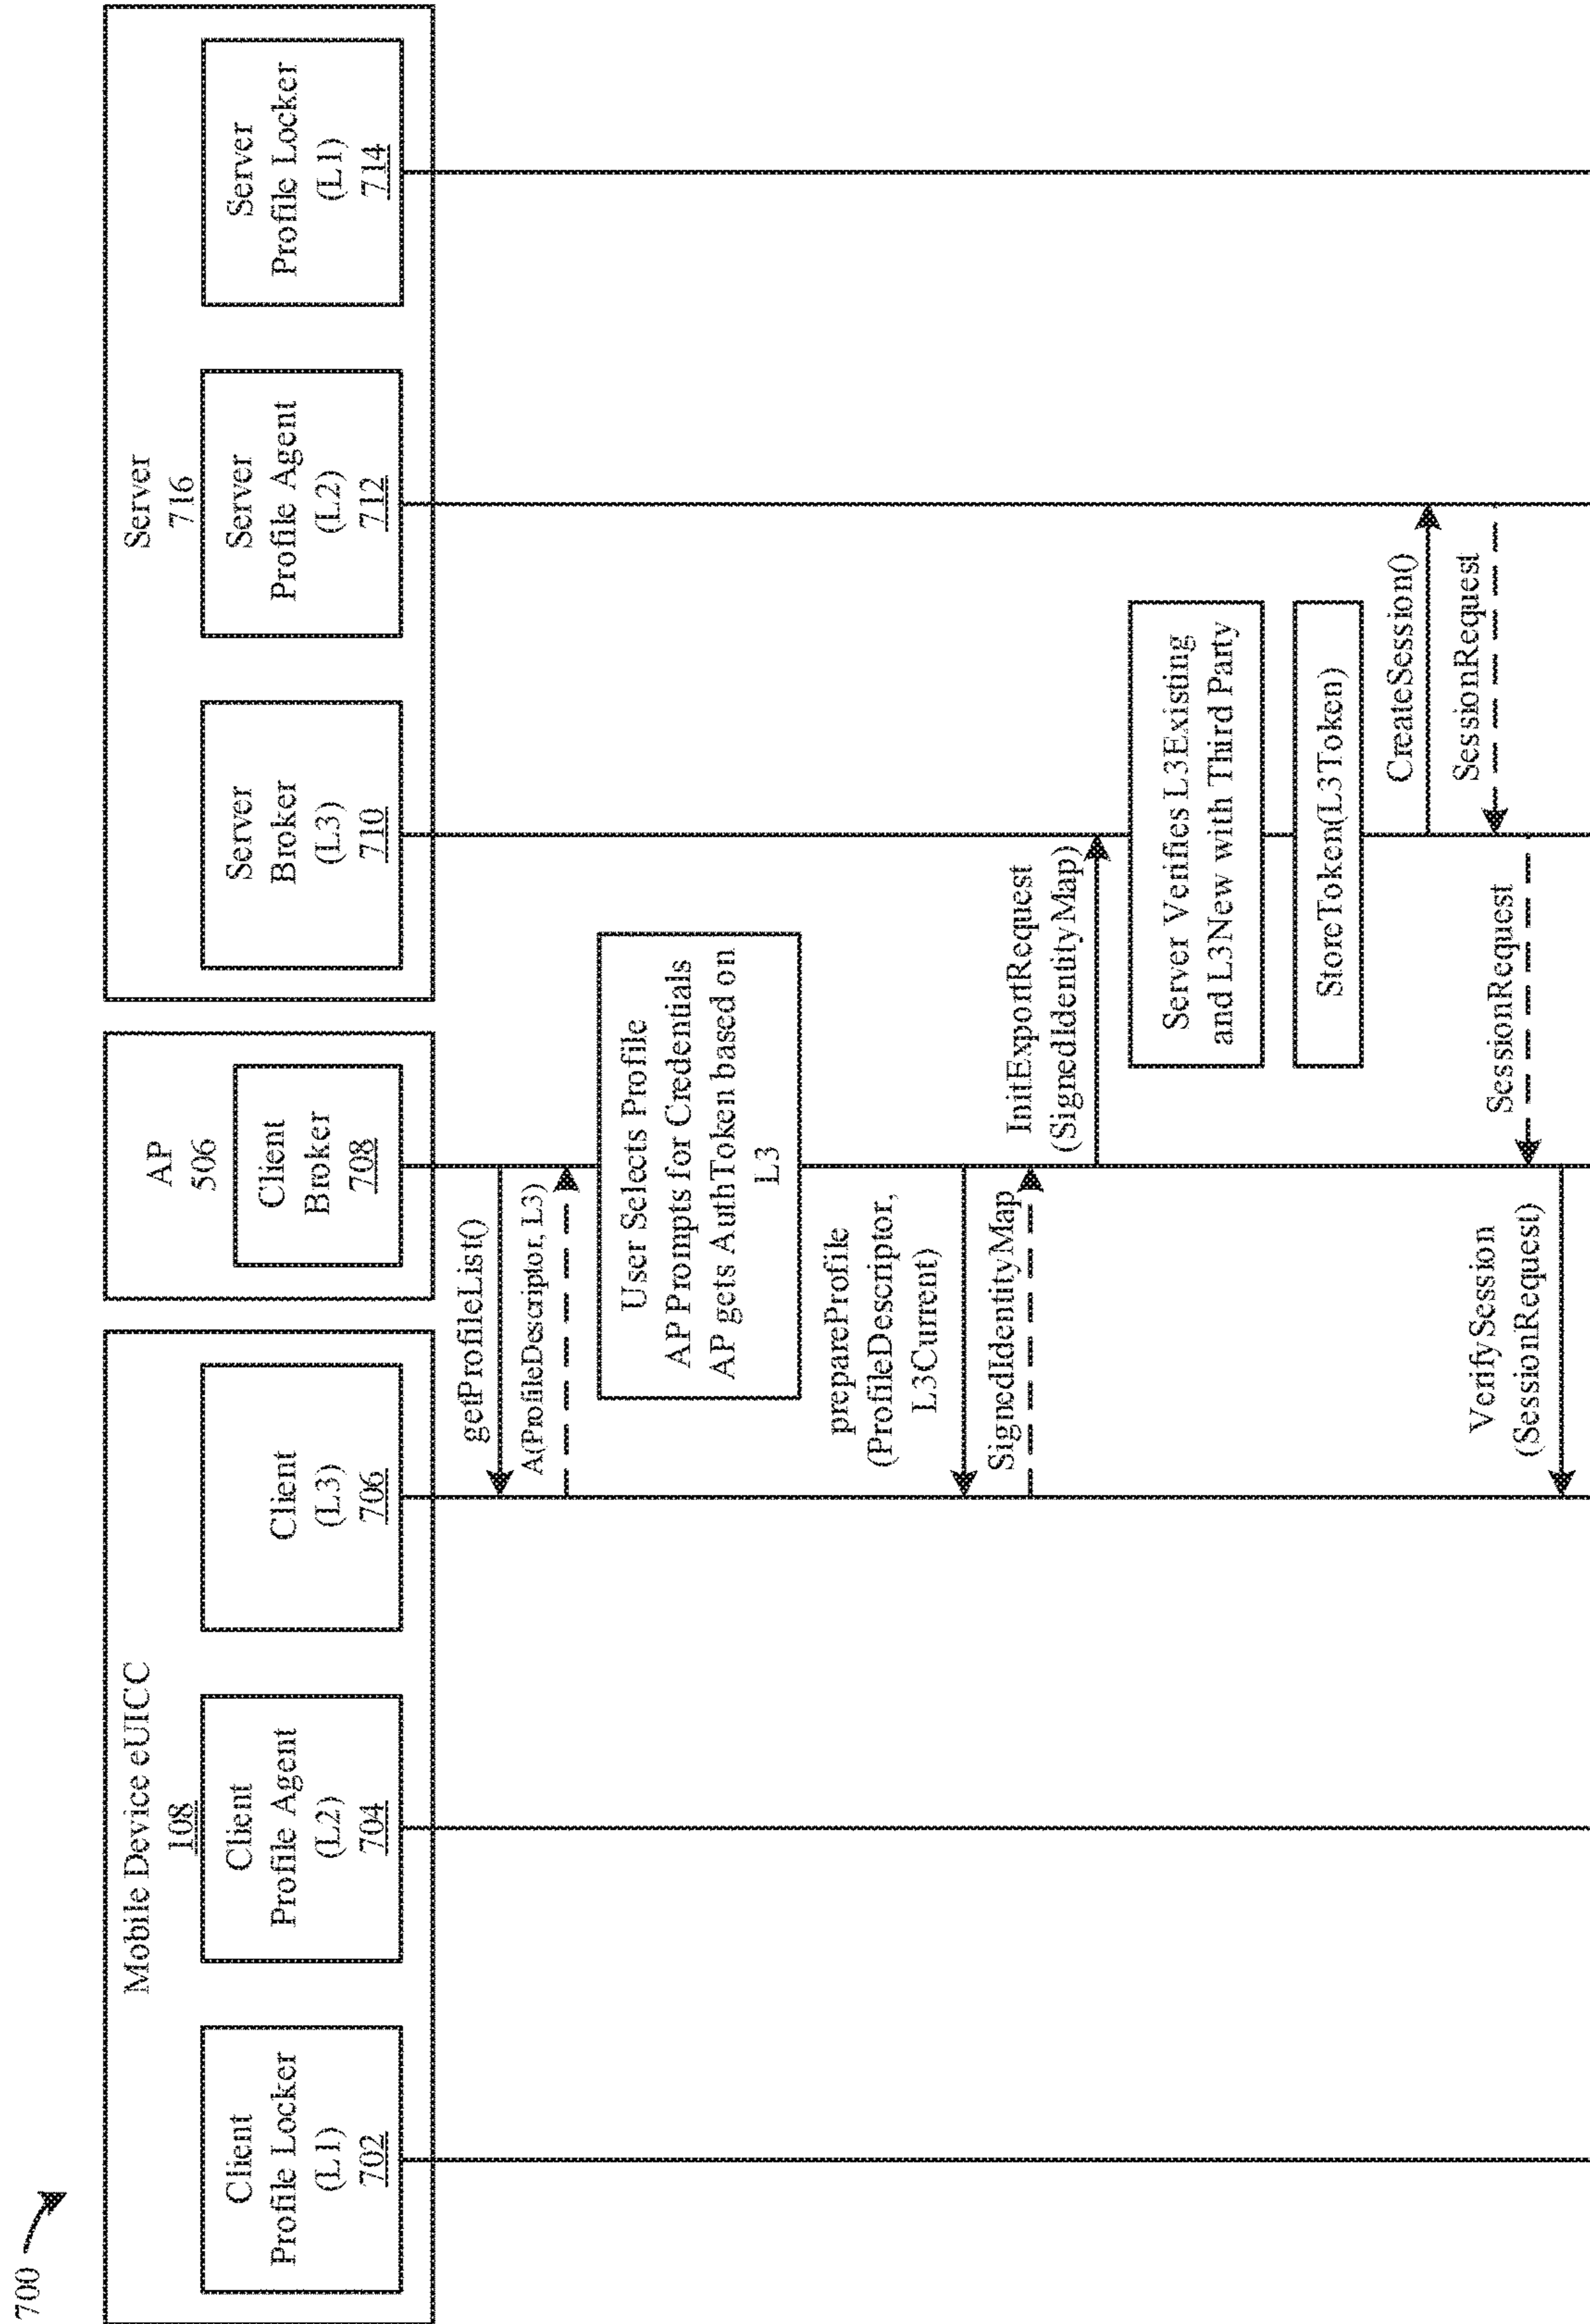 700
Mobile Device eUICC
108
Client
Profile Locker
(L1)
702
Client
Profile Agent
(L2)
704
Client
(L3)
706
AP
506
Client
Broker
708
Server
716
Server
Broker
(L3)
710
Server
Profile Agent
(L2)
712
Server
Profile Locker
(L1)
714
getProfileList()
A(ProfileDescriptor, L3)
User Selects Profile
AP Prompts for Credentials
AP gets AuthToken based on
L3
prepareProfile
(ProfileDescriptor,
L3Current)
SignedIdentityMap
InitExportRequest
(SignedIdentityMap)
Server Verifies L3Existing
and L3New with Third Party
StoreToken(L3Token)
CreateSession()
SessionRequest
SessionRequest
VerifySession
(SessionRequest)